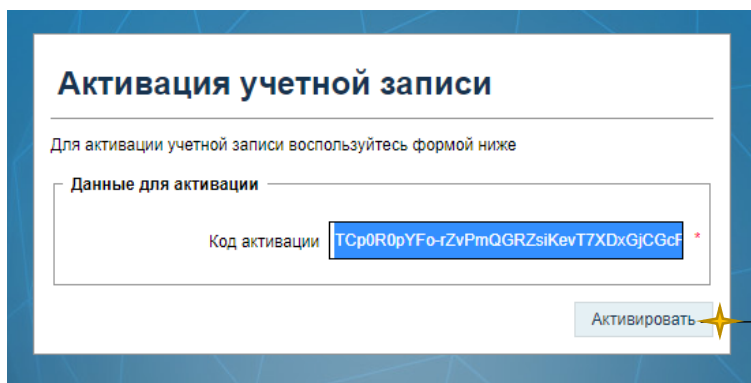 Активация учетной записи
Для активации учетной записи воспользуйтесь формой ниже
Данные для активации
Код активации TCp0R0pYFo-rZvPmQGRZsiKevT7XDxGjCGcF *
Активировать